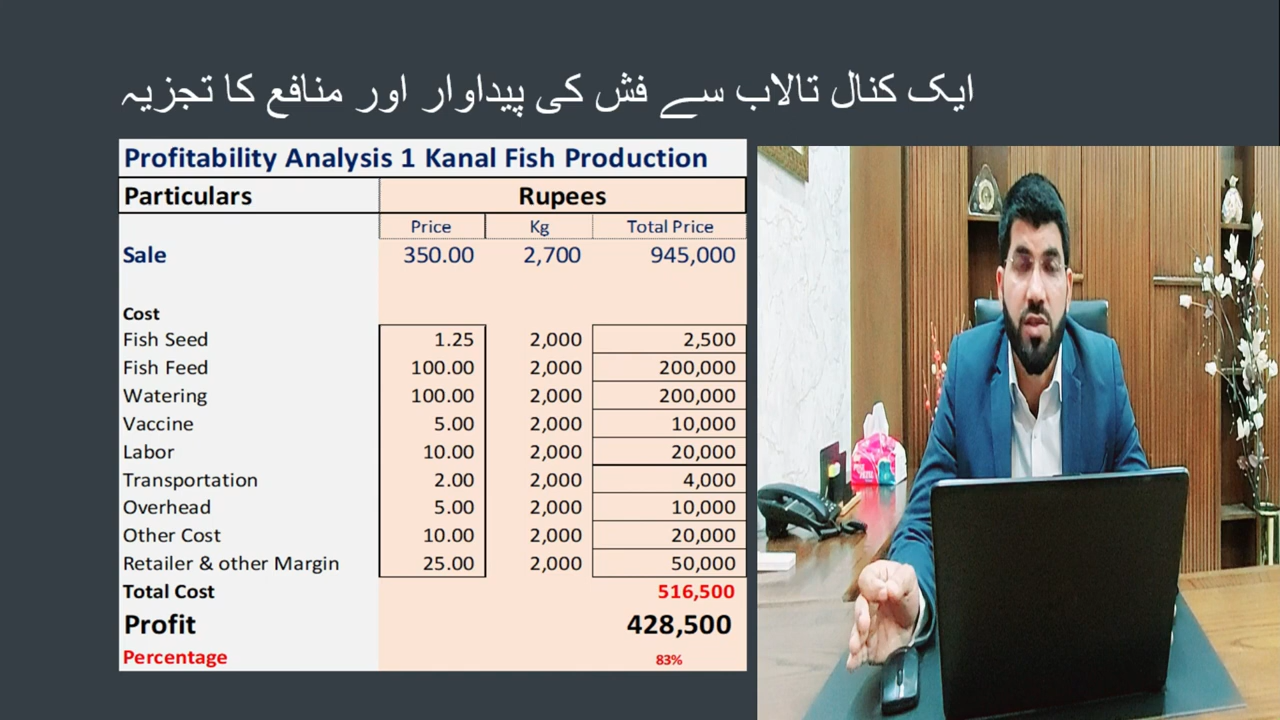 ایک کنال تالاب سے فش کی پیداوار اور منافع کا تجزیہ
Profitability Analysis 1 Kanal Fish Production
Particulars Rupees
Price Kg Total Price
Sale 350.00 2,700 945,000
Cost
Fish Seed 1.25 2,000 2,500
Fish Feed 100.00 2,000 200,000
Watering 100.00 2,000 200,000
Vaccine 5.00 2,000 10,000
Labor 10.00 2,000 20,000
Transportation 2.00 2,000 4,000
Overhead 5.00 2,000 10,000
Other Cost 10.00 2,000 20,000
Retailer & other Margin 25.00 2,000 50,000
Total Cost 516,500
Profit 428,500
Percentage 83%